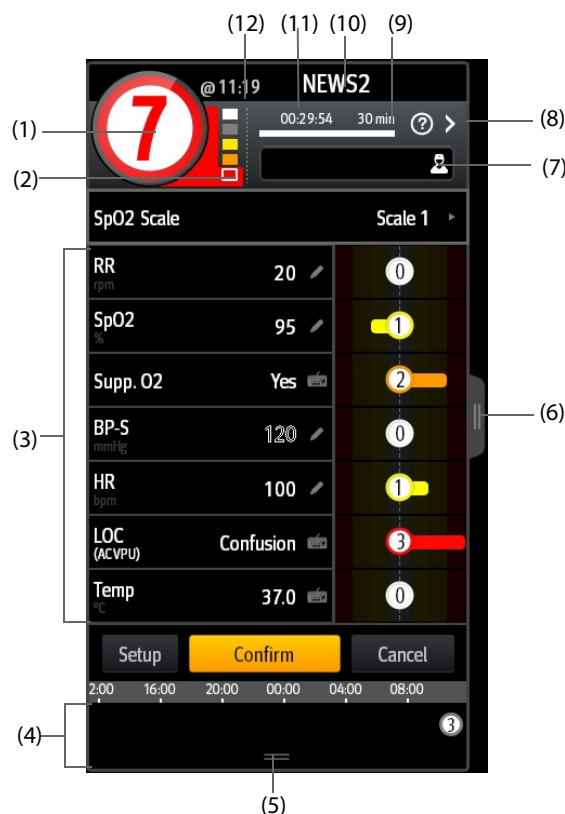 (12) (11) (10) (9)
@ 11:19 NEWS2
00:29:54 30 min ? (8)
(1) 7
(2) (7)
SpO2 Scale Scale 1
RR 20 0
rpm
SpO2 95 1
%
Supp. O2 Yes 2
(6)
(3)
BP-S 120 0
mmHg
HR 100 1
bpm
LOC Confusion 3
(ACVPU)
Temp 37.0 0
°C
Setup Confirm Cancel
2:00 16:00 20:00 00:00 04:00 08:00
(4) 3
(5)